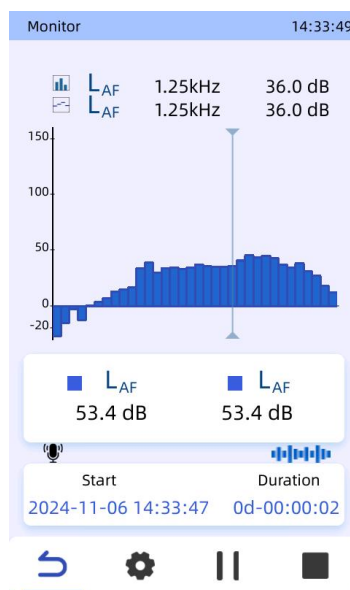 Monitor 14:33:49
LAF 1.25kHz 36.0 dB
LAF 1.25kHz 36.0 dB
150
100
50
0
-20
LAF LAF
53.4 dB 53.4 dB
Start Duration
2024-11-06 14:33:47 0d-00:00:02